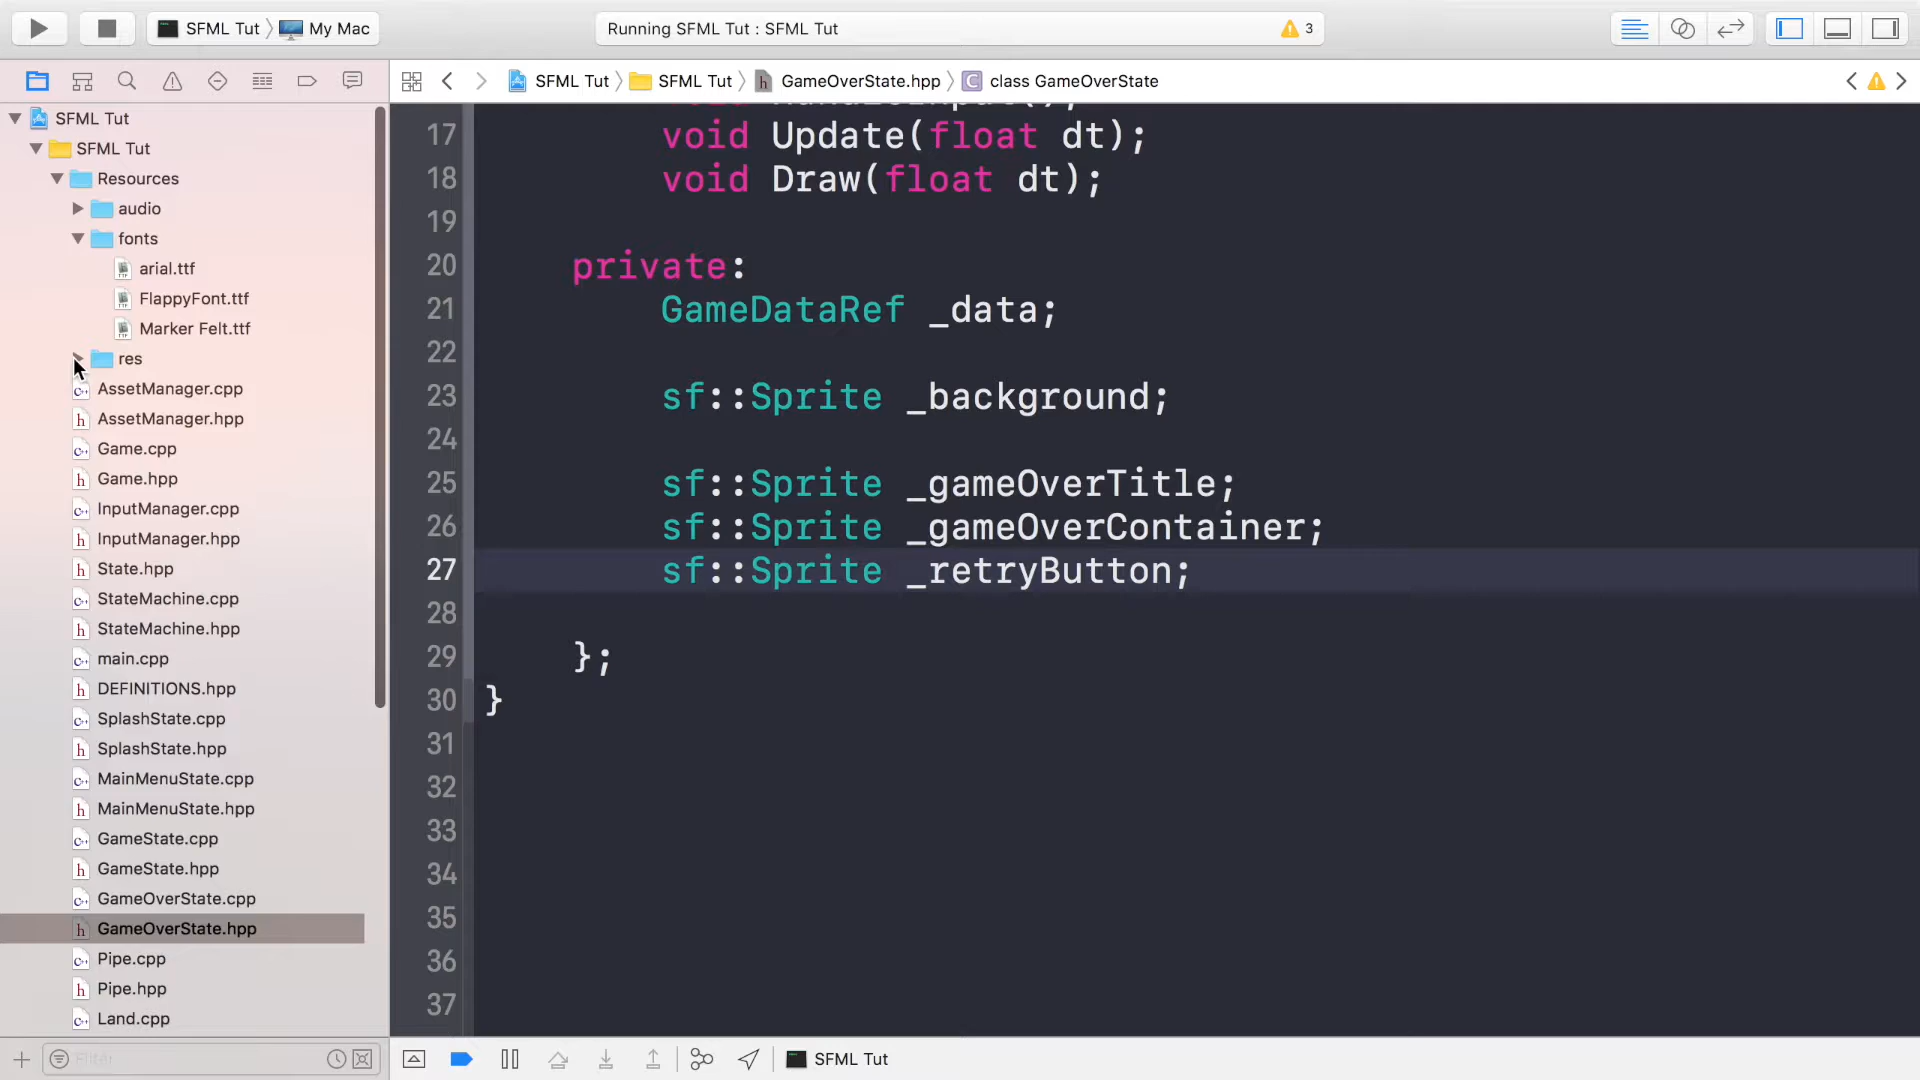 SFML Tut 〉 My Mac
Running SFML Tut : SFML Tut
3
SFML Tut 〉 SFML Tut 〉 GameOverState.hpp 〉 C class GameOverState
SFML Tut
SFML Tut
Resources
audio
fonts
arial.ttf
FlappyFont.ttf
Marker Felt.ttf
res
AssetManager.cpp
AssetManager.hpp
Game.cpp
Game.hpp
InputManager.cpp
InputManager.hpp
State.hpp
StateMachine.cpp
StateMachine.hpp
main.cpp
DEFINITIONS.hpp
SplashState.cpp
SplashState.hpp
MainMenuState.cpp
MainMenuState.hpp
GameState.cpp
GameState.hpp
GameOverState.cpp
GameOverState.hpp
Pipe.cpp
Pipe.hpp
Land.cpp
Filter
17 void Update(float dt);
18 void Draw(float dt);
19
20 private:
21 GameDataRef _data;
22
23 sf::Sprite _background;
24
25 sf::Sprite _gameOverTitle;
26 sf::Sprite _gameOverContainer;
27 sf::Sprite _retryButton;
28
29 };
30 }
31
32
33
34
35
36
37
SFML Tut